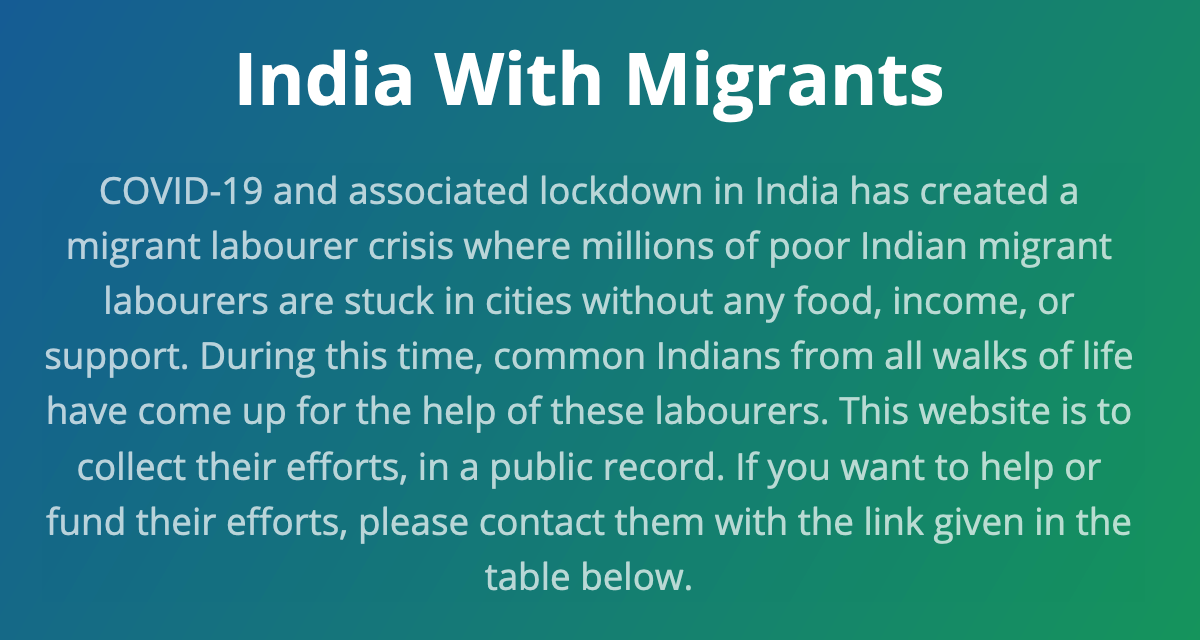 India With Migrants
COVID-19 and associated lockdown in India has created a
migrant labourer crisis where millions of poor Indian migrant
labourers are stuck in cities without any food, income, or
support. During this time, common Indians from all walks of life
have come up for the help of these labourers. This website is to
collect their efforts, in a public record. If you want to help or
fund their efforts, please contact them with the link given in the
table below.